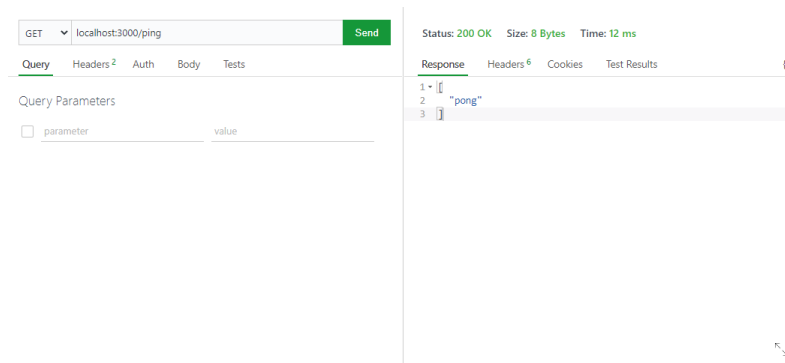 GET localhost:3000/ping Send
Query Headers 2 Auth Body Tests
Query Parameters
parameter value
Status: 200 OK Size: 8 Bytes Time: 12 ms
Response Headers 6 Cookies Test Results
1 [
2 "pong"
3 ]